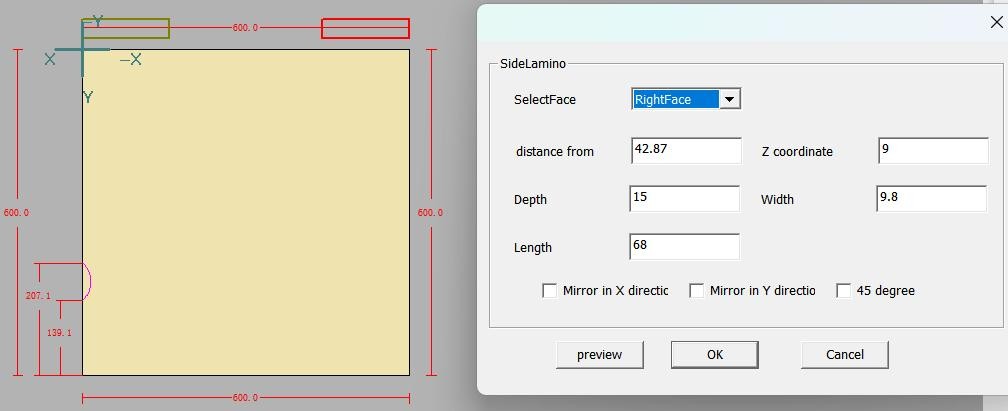 —Y
600.0
X
—X
Y
600.0
600.0
207.1
139.1
600.0
SideLamino
SelectFace
RightFace
distance from
42.87
Z coordinate
9
Depth
15
Width
9.8
Length
68
Mirror in X directic
Mirror in Y directio
45 degree
preview
OK
Cancel